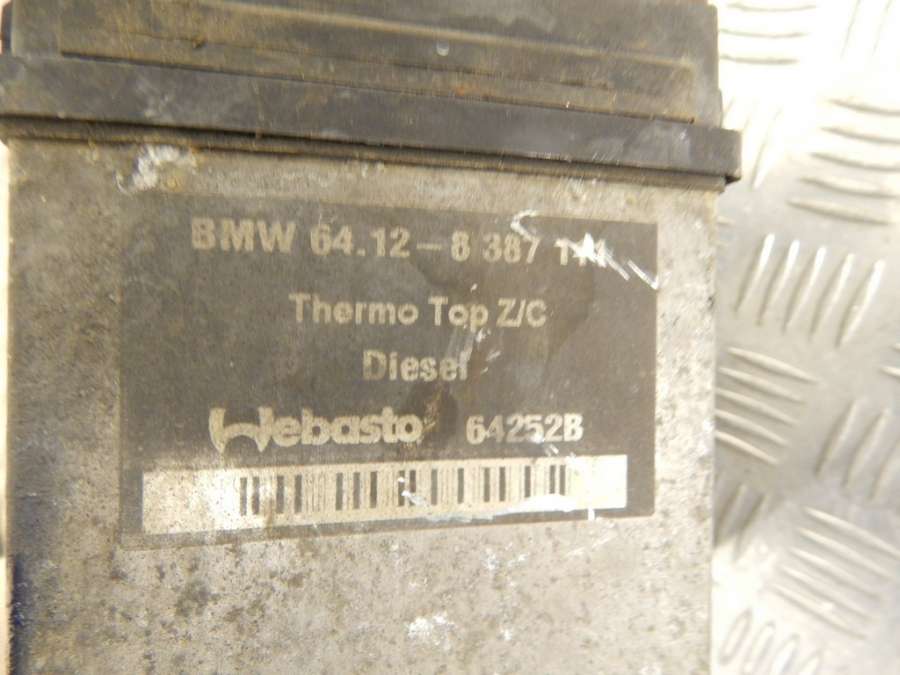 BMW 64.12-8 387
Thermo Top Z/C
Diesel
Webasto 64252B